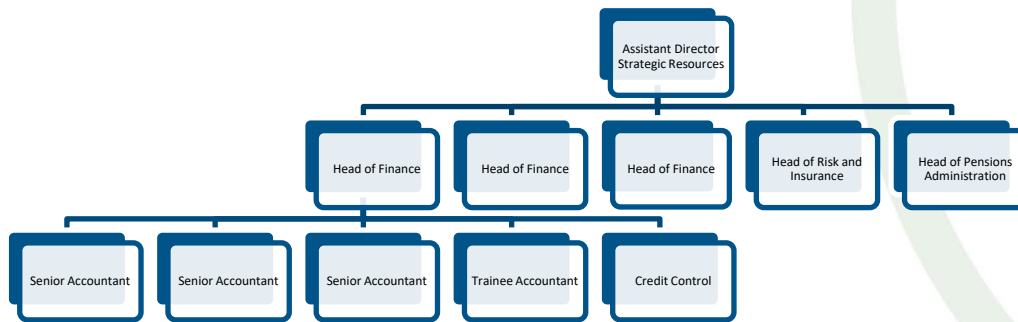 Assistant Director
Strategic Resources
Head of Finance
Head of Finance
Head of Finance
Head of Risk and
Insurance
Head of Pensions
Administration
Senior Accountant
Senior Accountant
Senior Accountant
Trainee Accountant
Credit Control